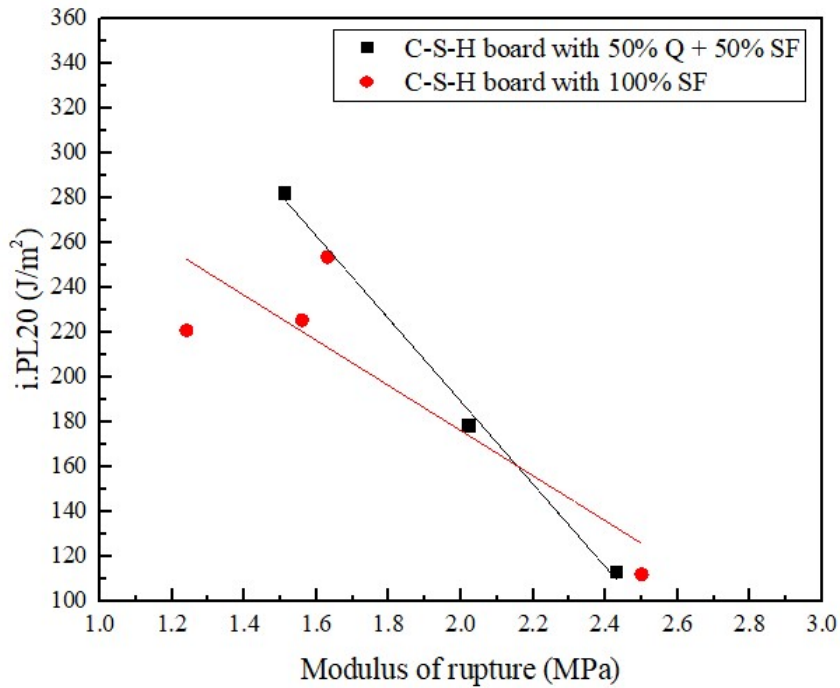 360
340
320
300
280
260
240
220
200
180
160
140
120
100
i.PL20 (J/m²)
C-S-H board with 50% Q + 50% SF
C-S-H board with 100% SF
1.0 1.2 1.4 1.6 1.8 2.0 2.2 2.4 2.6 2.8 3.0
Modulus of rupture (MPa)